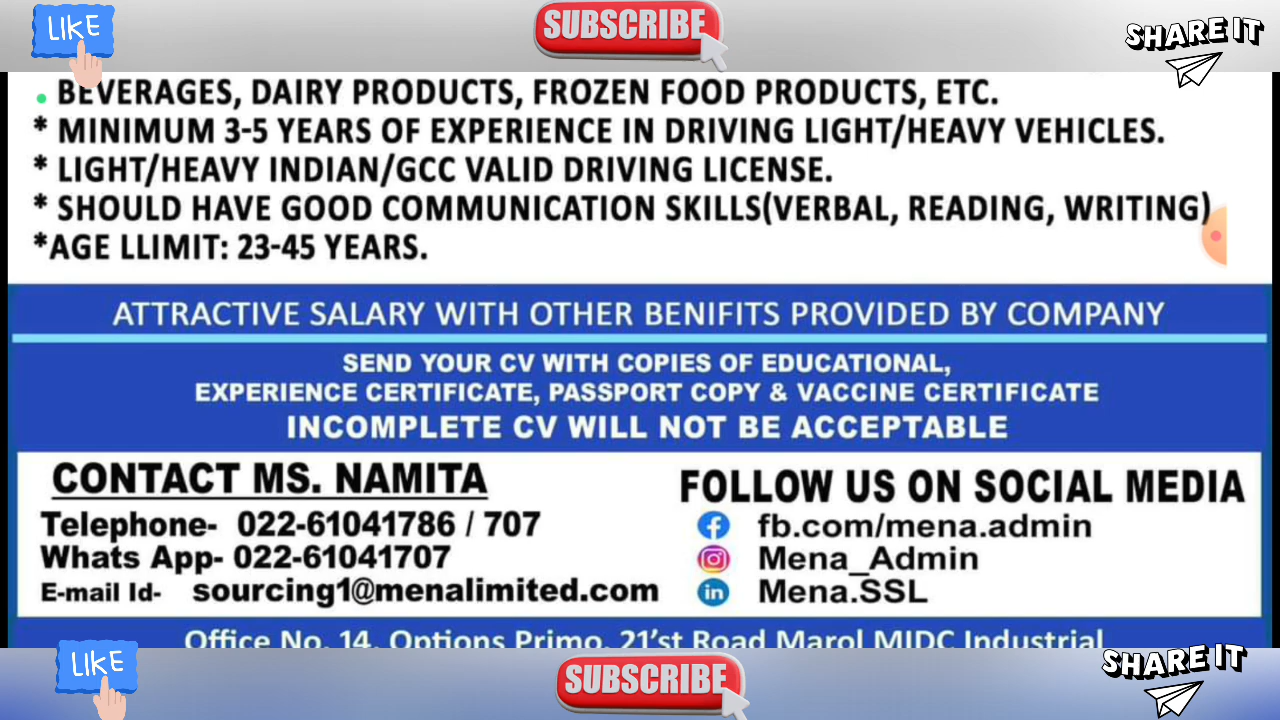 LIKE
SUBSCRIBE
SHARE IT
. BEVERAGES, DAIRY PRODUCTS, FROZEN FOOD PRODUCTS, ETC.
* MINIMUM 3-5 YEARS OF EXPERIENCE IN DRIVING LIGHT/HEAVY VEHICLES.
* LIGHT/HEAVY INDIAN/GCC VALID DRIVING LICENSE.
* SHOULD HAVE GOOD COMMUNICATION SKILLS(VERBAL, READING, WRITING)
*AGE LLIMIT: 23-45 YEARS.
ATTRACTIVE SALARY WITH OTHER BENIFITS PROVIDED BY COMPANY
SEND YOUR CV WITH COPIES OF EDUCATIONAL,
EXPERIENCE CERTIFICATE, PASSPORT COPY & VACCINE CERTIFICATE
INCOMPLETE CV WILL NOT BE ACCEPTABLE
CONTACT MS. NAMITA
Telephone- 022-61041786 / 707
Whats App- 022-61041707
E-mail Id- sourcing1@menalimited.com
FOLLOW US ON SOCIAL MEDIA
fb.com/mena.admin
Mena_Admin
Mena.SSL
Office No. 14, Options Primo, 21'st Road Marol MIDC Industrial
LIKE
SUBSCRIBE
SHARE IT